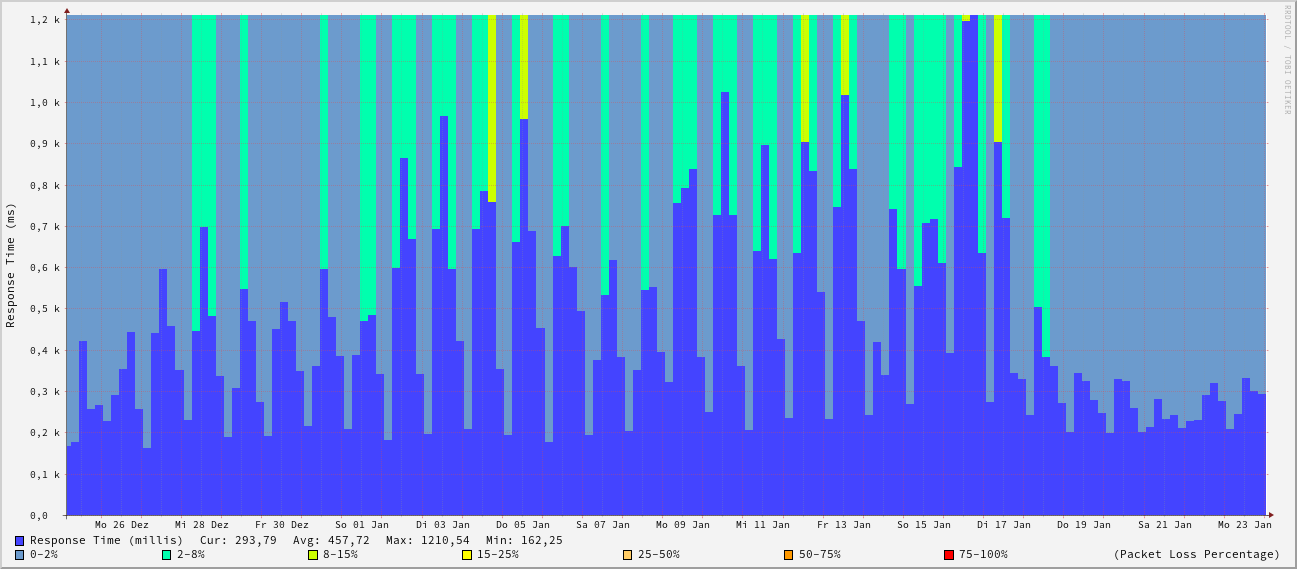 RRDTOOL / TOBI OETIKER
Response Time (ms)
1,2 k
1,1 k
1,0 k
0,9 k
0,8 k
0,7 k
0,6 k
0,5 k
0,4 k
0,3 k
0,2 k
0,1 k
0,0
Mo 26 Dez Mi 28 Dez Fr 30 Dez So 01 Jan Di 03 Jan Do 05 Jan Sa 07 Jan Mo 09 Jan Mi 11 Jan Fr 13 Jan So 15 Jan Di 17 Jan Do 19 Jan Sa 21 Jan Mo 23 Jan
Response Time (millis) Cur: 293,79 Avg: 457,72 Max: 1210,54 Min: 162,25
0-2% 2-8% 8-15% 15-25% 25-50% 50-75% 75-100% (Packet Loss Percentage)